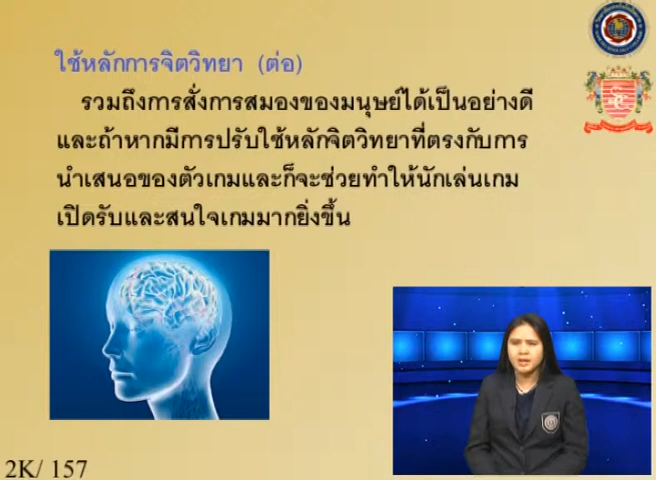 ใช้หลักการจิตวิทยา (ต่อ)
รวมถึงการสั่งการสมองของมนุษย์ได้เป็นอย่างดี
และถ้าหากมีการปรับใช้หลักจิตวิทยาที่ตรงกับการ
นำเสนอของตัวเกมและก็จะช่วยทำให้นักเล่นเกม
เปิดรับและสนใจเกมมากยิ่งขึ้น
2K/ 157